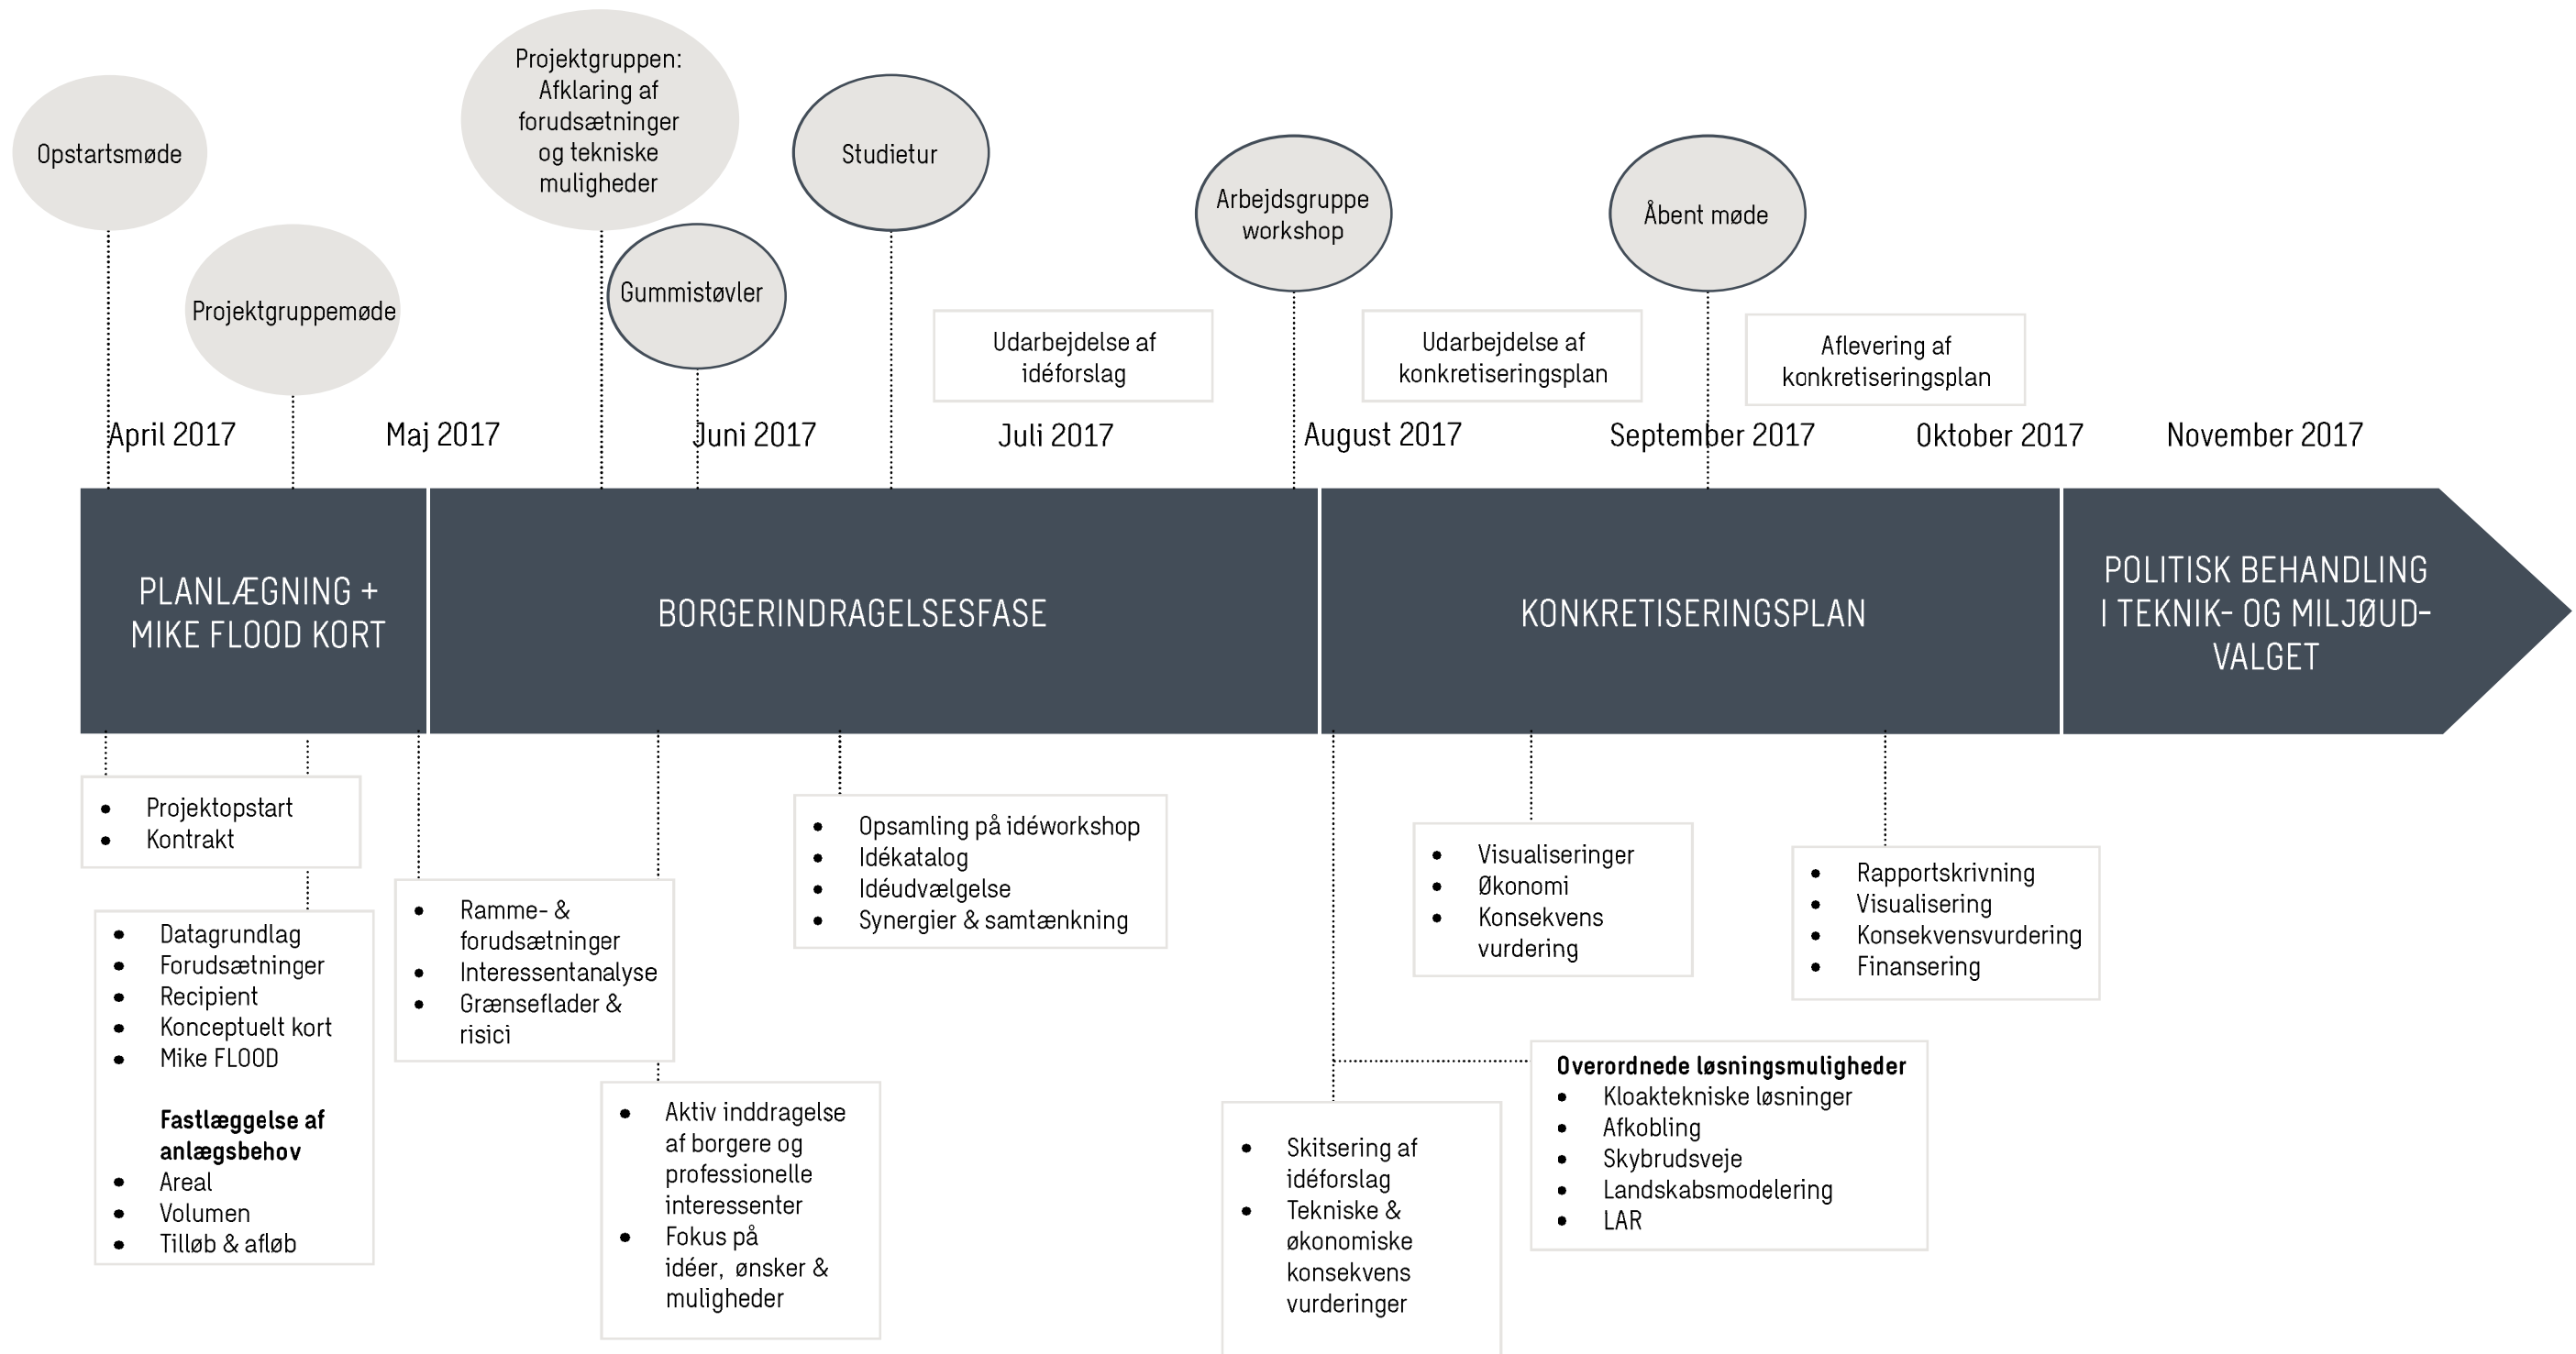 Opstartsmøde
Projektgruppemøde
Projektgruppen:
Afklaring af
forudsætninger
og tekniske
muligheder
Gummistøvler
Studietur
Arbejdsgruppe
workshop
Åbent møde
Udarbejdelse af
idéforslag
Udarbejdelse af
konkretiseringsplan
Aflevering af
konkretiseringsplan
April 2017
Maj 2017
Juni 2017
Juli 2017
August 2017
September 2017
Oktober 2017
November 2017
PLANLÆGNING +
MIKE FLOOD KORT
BORGERINDRAGELSESFASE
KONKRETISERINGSPLAN
POLITISK BEHANDLING
I TEKNIK- OG MILJØUD-
VALGET
• Projektopstart
• Kontrakt
• Datagrundlag
• Forudsætninger
• Recipient
• Konceptuelt kort
• Mike FLOOD
Fastlæggelse af
anlægsbehov
• Areal
• Volumen
• Tilløb & afløb
• Ramme- &
forudsætninger
• Interessentanalyse
• Grænseflader &
risici
• Aktiv inddragelse
af borgere og
professionelle
interessenter
• Fokus på
idéer, ønsker &
muligheder
• Opsamling på idéworkshop
• Idékatalog
• Idéudvælgelse
• Synergier & samtænkning
• Skitsering af
idéforslag
• Tekniske &
økonomiske
konsekvens
vurderinger
• Visualiseringer
• Økonomi
• Konsekvens
vurdering
Overordnede løsningsmuligheder
• Kloaktekniske løsninger
• Afkobling
• Skybrudsveje
• Landskabsmodelering
• LAR
• Rapportskrivning
• Visualisering
• Konsekvensvurdering
• Finansering